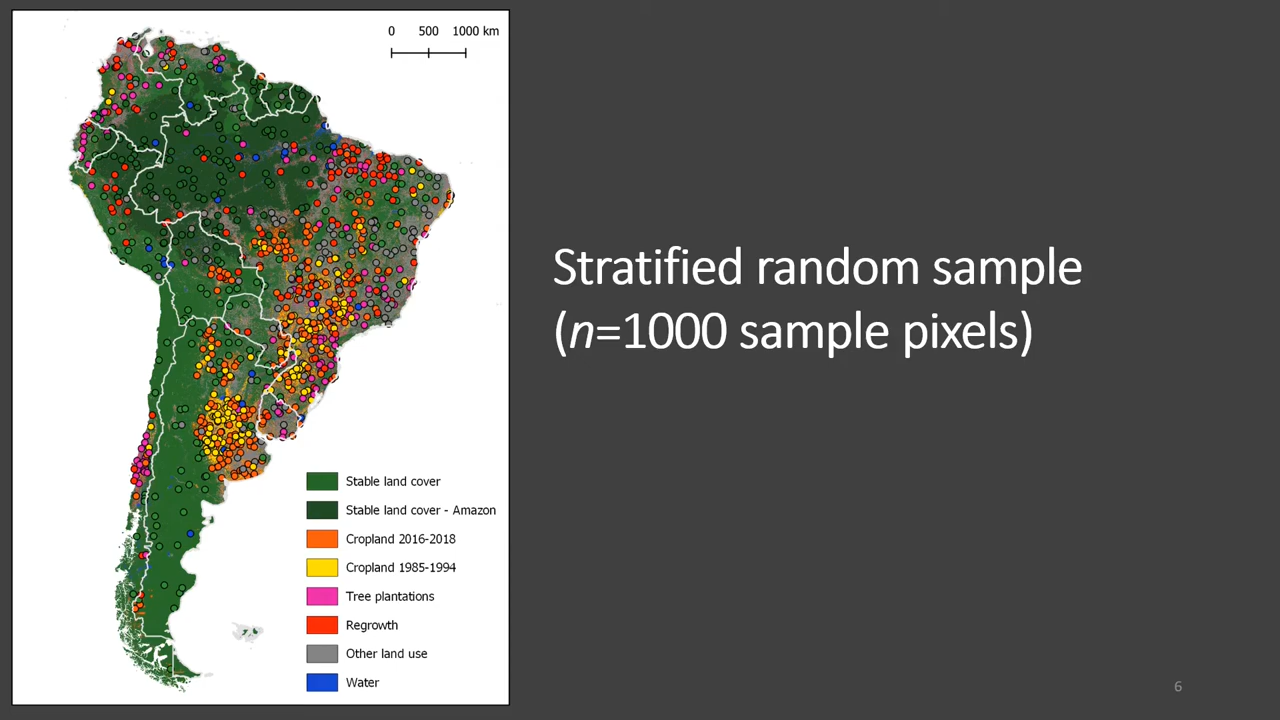 0 500 1000 km
Stratified random sample
(n=1000 sample pixels)
Stable land cover
Stable land cover - Amazon
Cropland 2016-2018
Cropland 1985-1994
Tree plantations
Regrowth
Other land use
Water
6